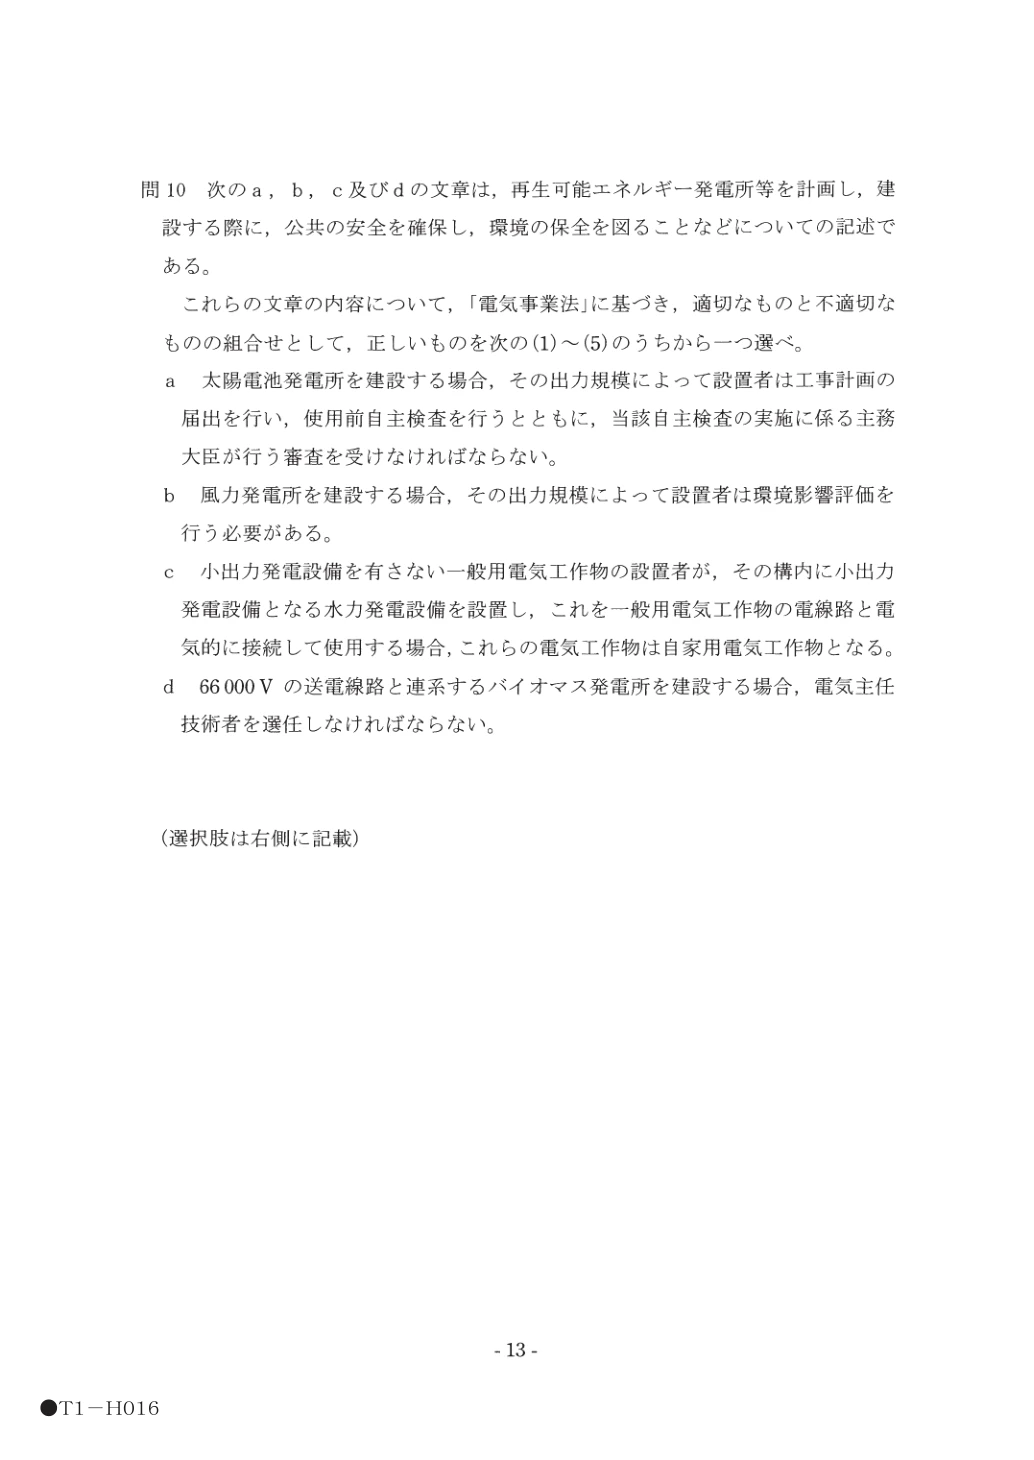 問 10　次の a，b，c 及び d の文章は，再生可能エネルギー発電所等を計画し，建
設する際に，公共の安全を確保し，環境の保全を図ることなどについての記述で
ある。
これらの文章の内容について，「電気事業法」に基づき，適切なものと不適切な
ものの組合せとして，正しいものを次の(1)～(5)のうちから一つ選べ。
a　太陽電池発電所を建設する場合，その出力規模によって設置者は工事計画の
届出を行い，使用前自主検査を行うとともに，当該自主検査の実施に係る主務
大臣が行う審査を受けなければならない。
b　風力発電所を建設する場合，その出力規模によって設置者は環境影響評価を
行う必要がある。
c　小出力発電設備を有さない一般用電気工作物の設置者が，その構内に小出力
発電設備となる水力発電設備を設置し，これを一般用電気工作物の電線路と電
気的に接続して使用する場合，これらの電気工作物は自家用電気工作物となる。
d　66 000 V の送電線路と連系するバイオマス発電所を建設する場合，電気主任
技術者を選任しなければならない。
（選択肢は右側に記載）
- 13 -
●T1－H016